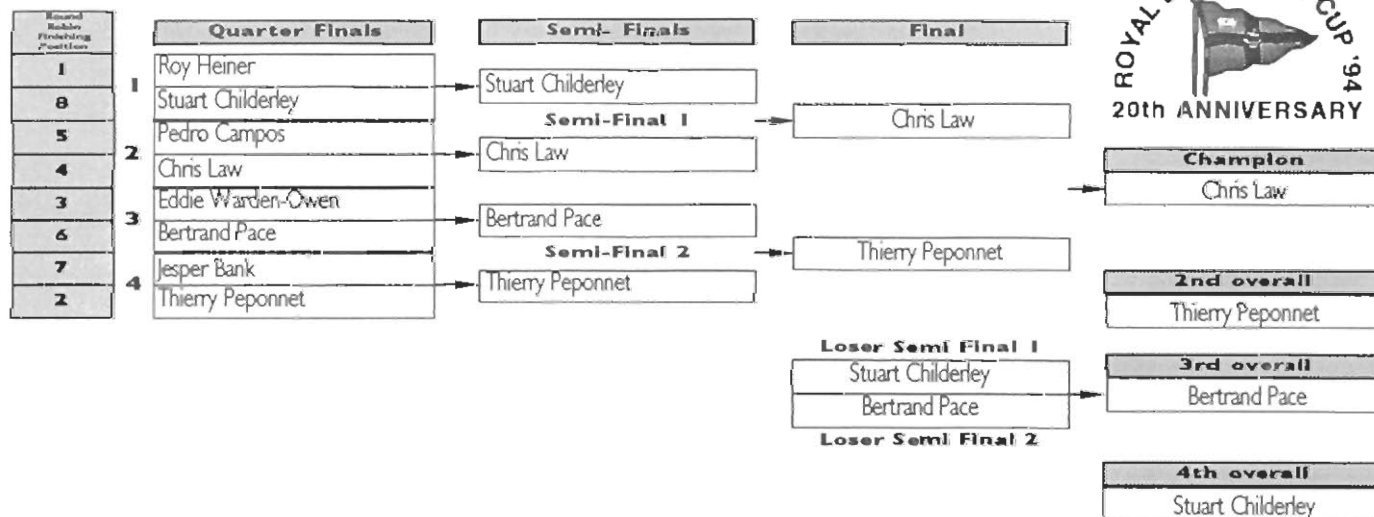 Round
Robin
Finishing
Position
Quarter Finals
Semi- Finals
Final
ROYAL
CUP '94
20th ANNIVERSARY
1
8
5
4
3
6
7
2
1
Roy Heiner
Stuart Childerley
2
Pedro Campos
Chris Law
3
Eddie Warden-Owen
Bertrand Pace
4
Jesper Bank
Thierry Peponnet
Stuart Childerley
Semi-Final 1
Chris Law
Bertrand Pace
Semi-Final 2
Thierry Peponnet
Chris Law
Thierry Peponnet
Champion
Chris Law
2nd overall
Thierry Peponnet
Loser Semi Final 1
Stuart Childerley
Bertrand Pace
Loser Semi Final 2
3rd overall
Bertrand Pace
4th overall
Stuart Childerley